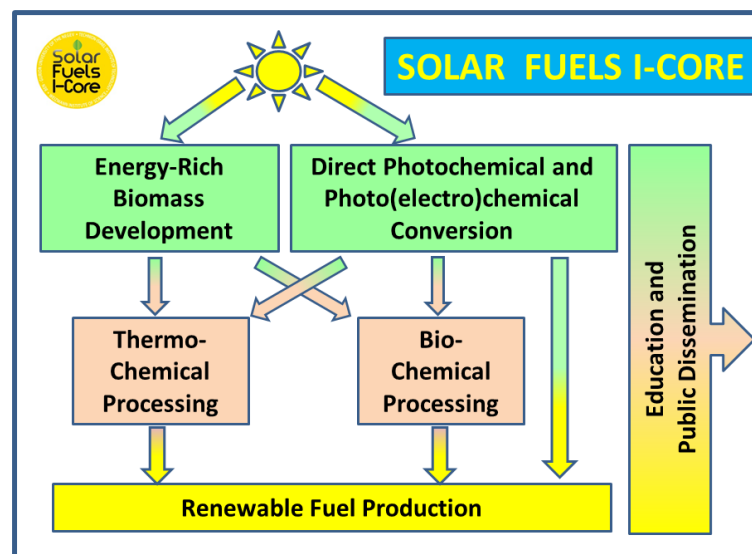 Solar
Fuels
I-Core
SOLAR FUELS I-CORE
Energy-Rich
Biomass
Development
Direct Photochemical and
Photo(electro)chemical
Conversion
Thermo-
Chemical
Processing
Bio-
Chemical
Processing
Renewable Fuel Production
Education and
Public Dissemination